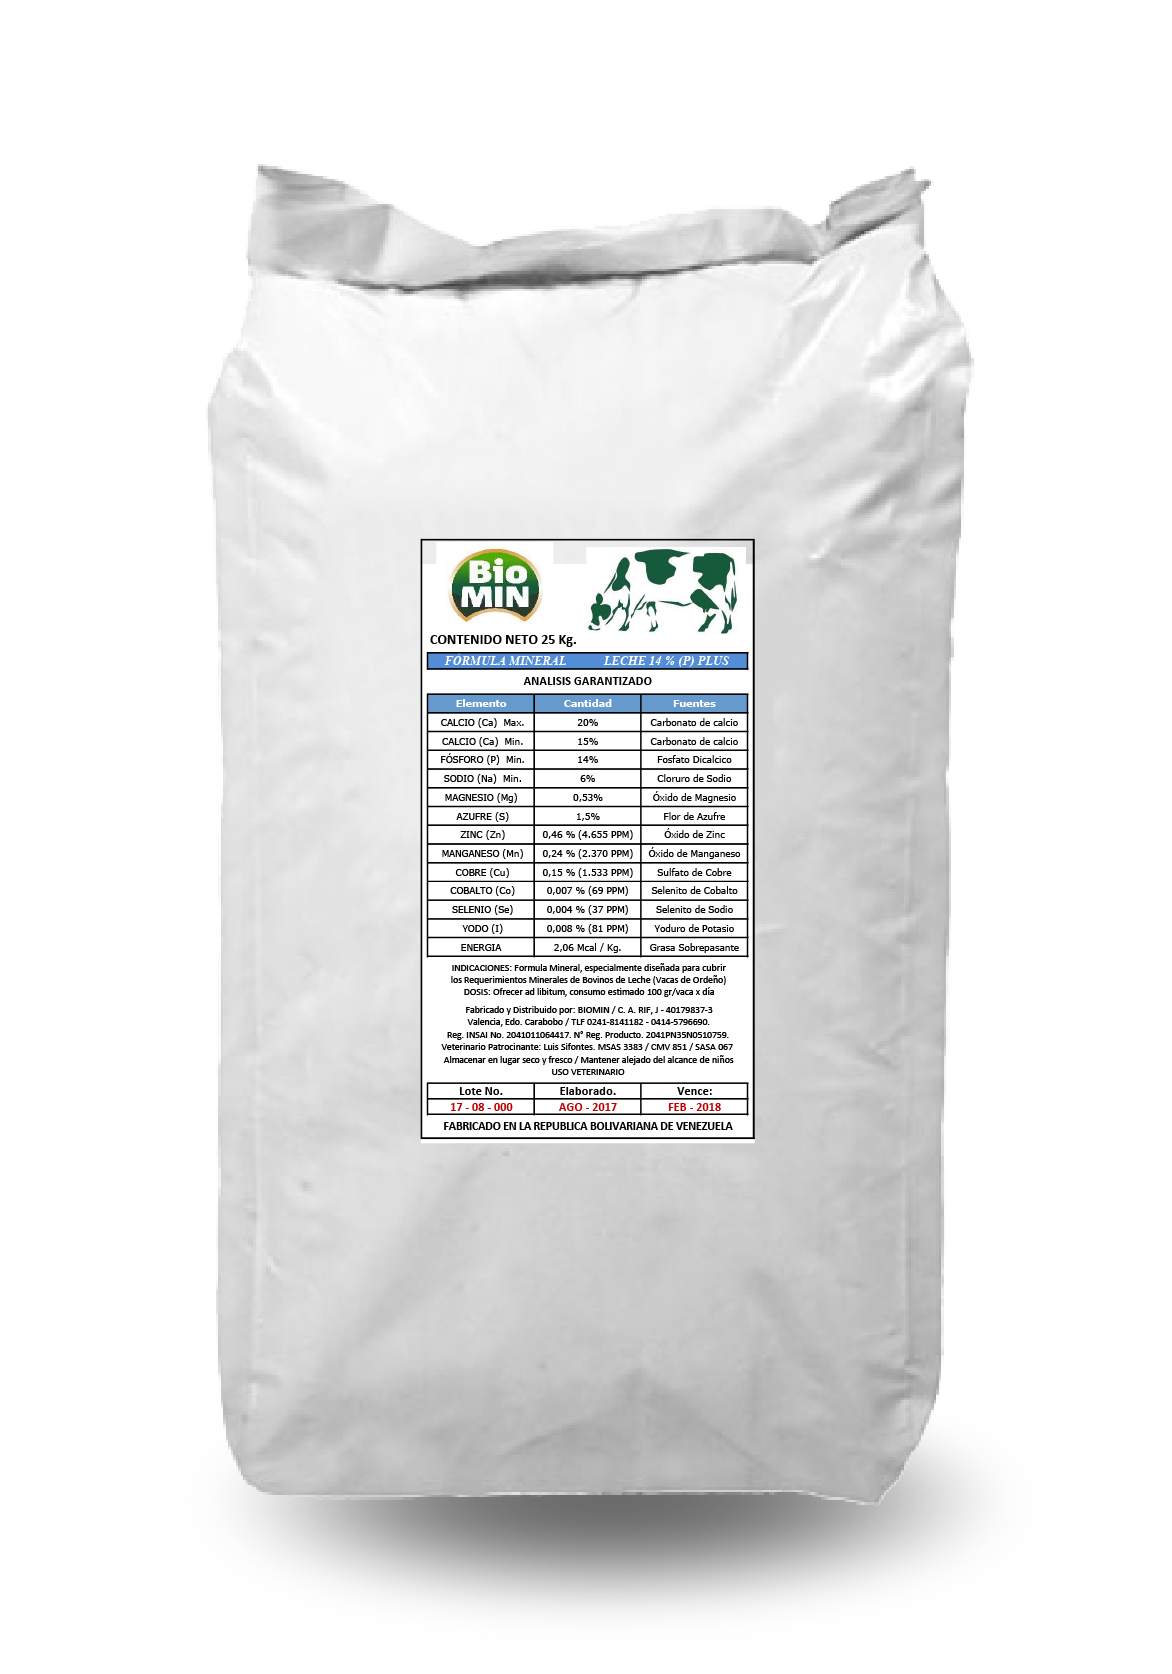 Bio
MIN
CONTENIDO NETO 25 Kg.
FÓRMULA MINERAL LECHE 14 % (P) PLUS
ANALISIS GARANTIZADO
Elemento Cantidad Fuentes
CALCIO (Ca) Max. 20% Carbonato de calcio
CALCIO (Ca) Min. 15% Carbonato de calcio
FÓSFORO (P) Min. 14% Fosfato Dicalcico
SODIO (Na) Min. 6% Cloruro de Sodio
MAGNESIO (Mg) 0,53% Óxido de Magnesio
AZUFRE (S) 1,5% Flor de Azufre
ZINC (Zn) 0,46 % (4.655 PPM) Óxido de Zinc
MANGANESO (Mn) 0,24 % (2.370 PPM) Óxido de Manganeso
COBRE (Cu) 0,15 % (1.533 PPM) Sulfato de Cobre
COBALTO (Co) 0,007 % (69 PPM) Selenito de Cobalto
SELENIO (Se) 0,004 % (37 PPM) Selenito de Sodio
YODO (I) 0,008 % (81 PPM) Yoduro de Potasio
ENERGIA 2,06 Mcal / Kg. Grasa Sobrepasante
INDICACIONES: Formula Mineral, especialmente diseñada para cubrir
los Requerimientos Minerales de Bovinos de Leche (Vacas de Ordeño)
DOSIS: Ofrecer ad libitum, consumo estimado 100 gr/vaca x día
Fabricado y Distribuido por: BIOMIN / C. A. RIF, J - 40179837-3
Valencia, Edo. Carabobo / TLF 0241-8141182 - 0414-5796690.
Reg. INSAI No. 2041011064417. N° Reg. Producto. 2041PN35N0510759.
Veterinario Patrocinante: Luis Sifontes. MSAS 3383 / CMV 851 / SASA 067
Almacenar en lugar seco y fresco / Mantener alejado del alcance de niños
USO VETERINARIO
Lote No. Elaborado. Vence:
17 - 08 - 000 AGO - 2017 FEB - 2018
FABRICADO EN LA REPUBLICA BOLIVARIANA DE VENEZUELA